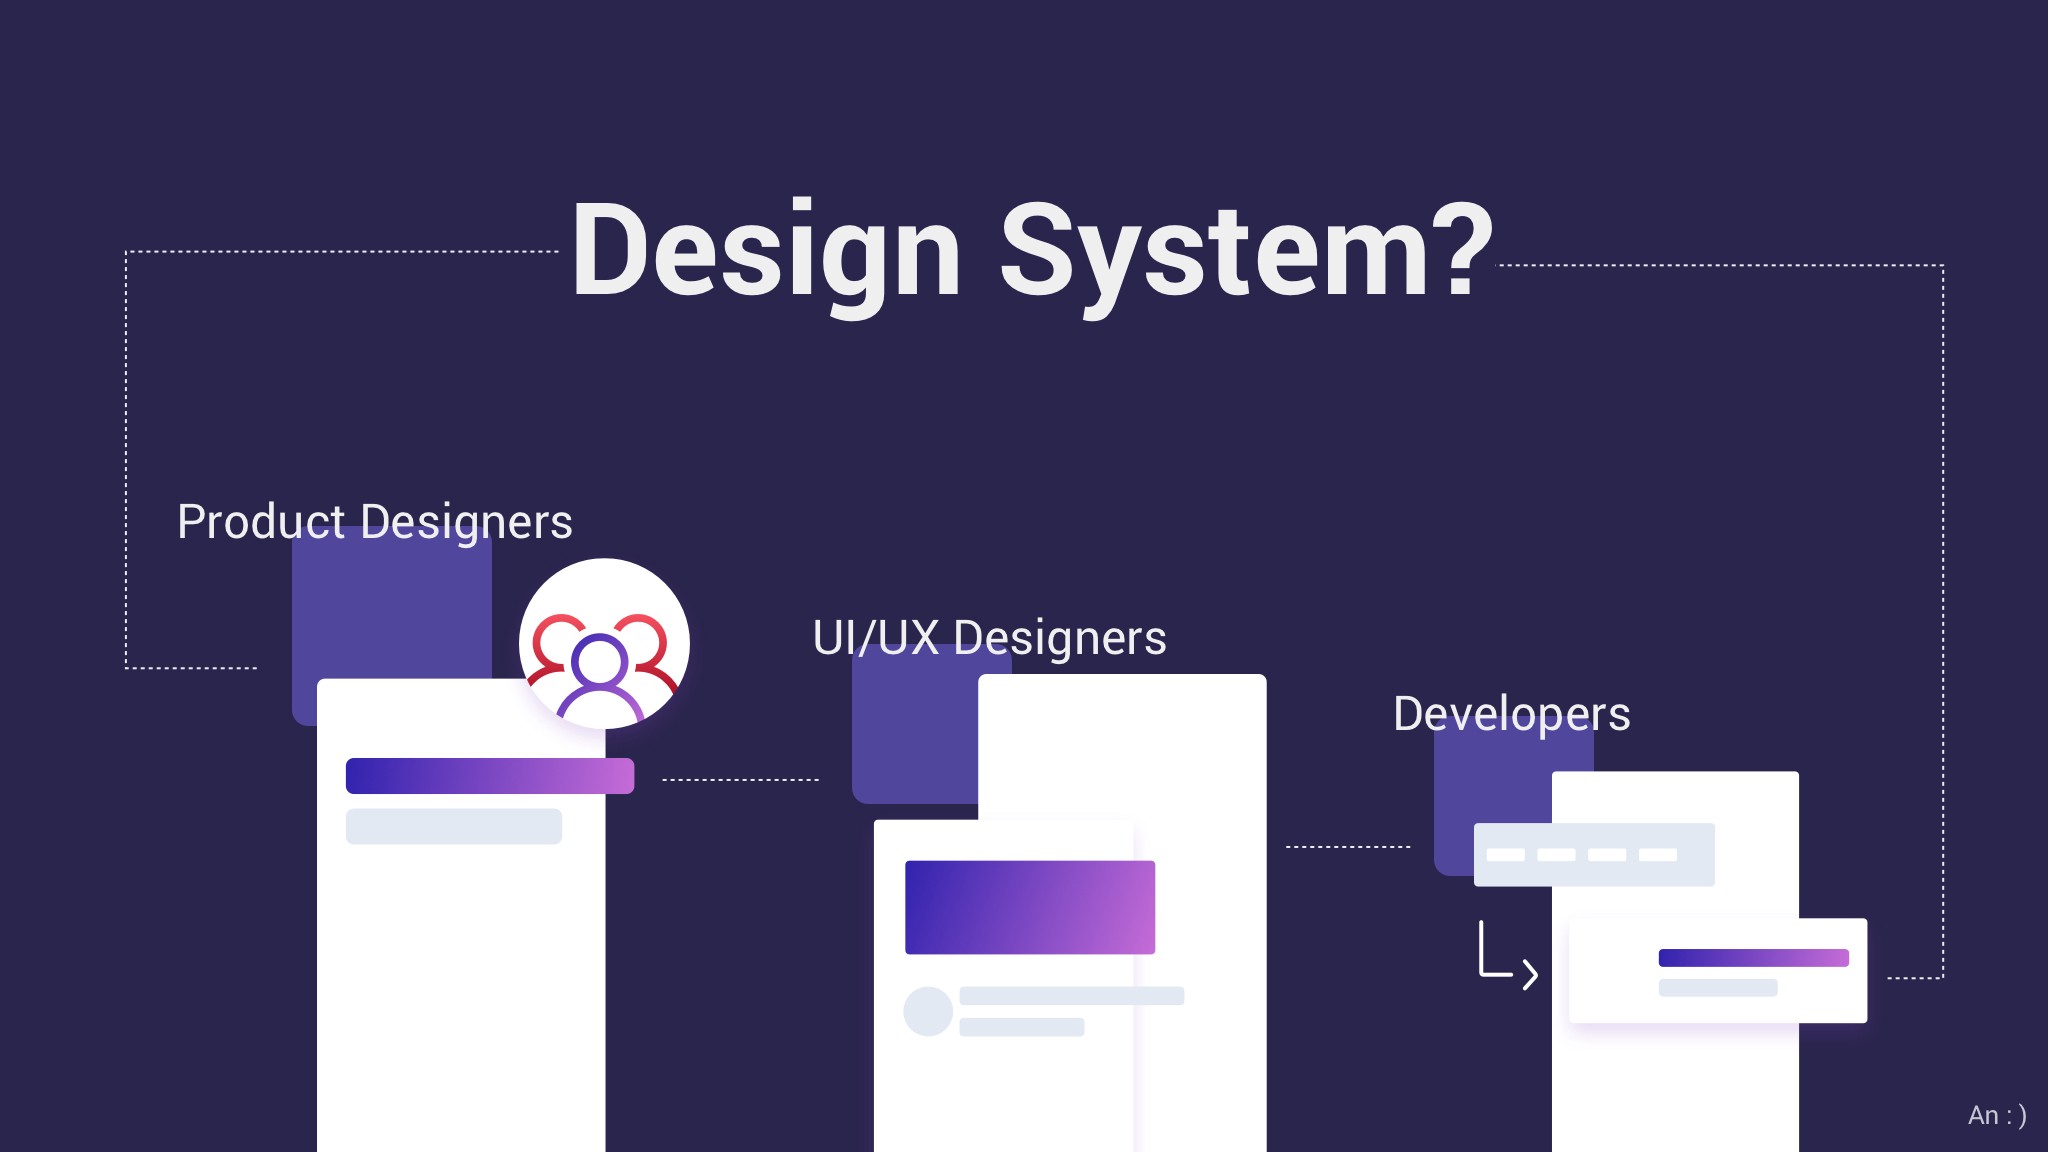 Design System?
Product Designers
UI/UX Designers
Developers
An : )